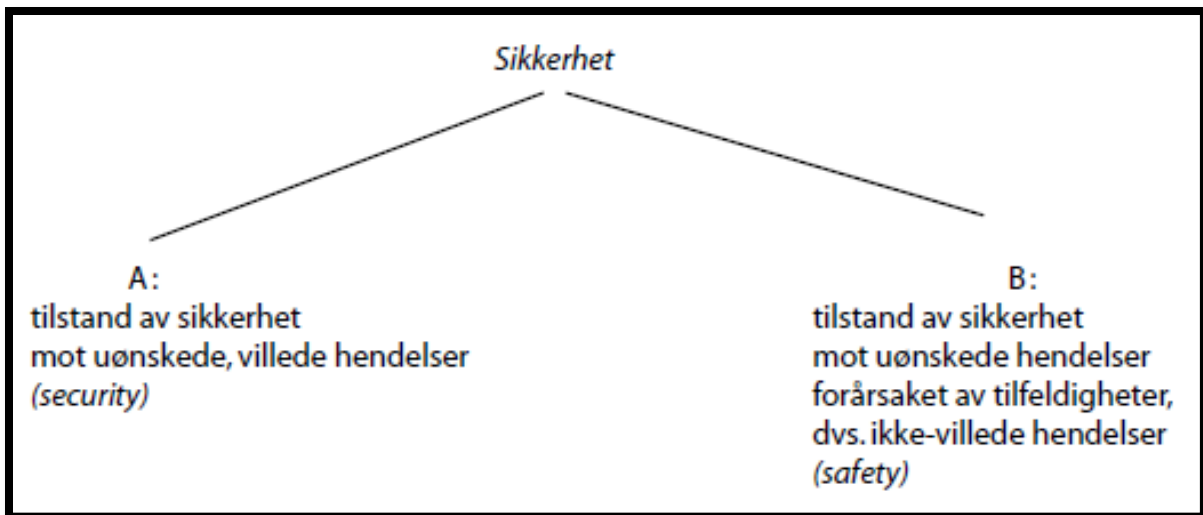 Sikkerhet
A:
tilstand av sikkerhet
mot uønskede, villede hendelser
(security)
B:
tilstand av sikkerhet
mot uønskede hendelser
forårsaket av tilfeldigheter,
dvs. ikke-villede hendelser
(safety)